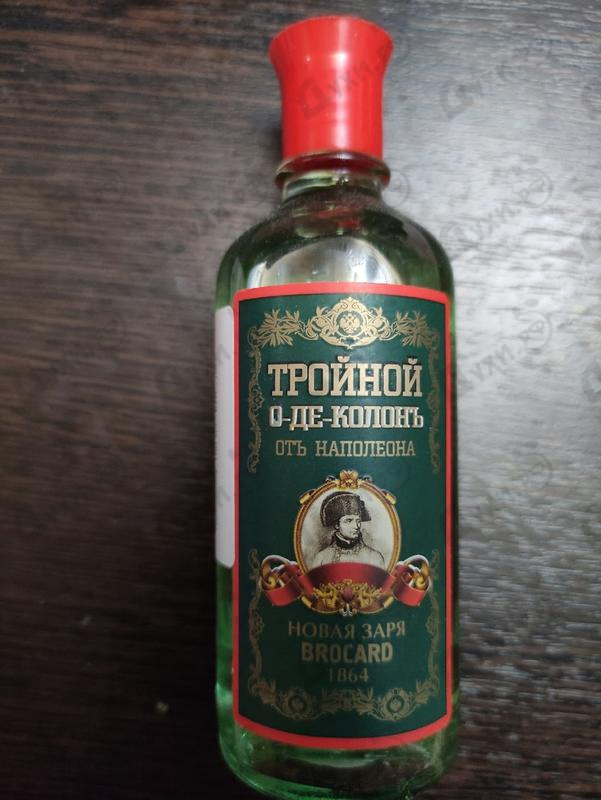 ТРОЙНОЙ
О-ДЕ-КОЛОНЪ
ОТЪ НАПОЛЕОНА
НОВАЯ ЗАРЯ
BROCARD
1864